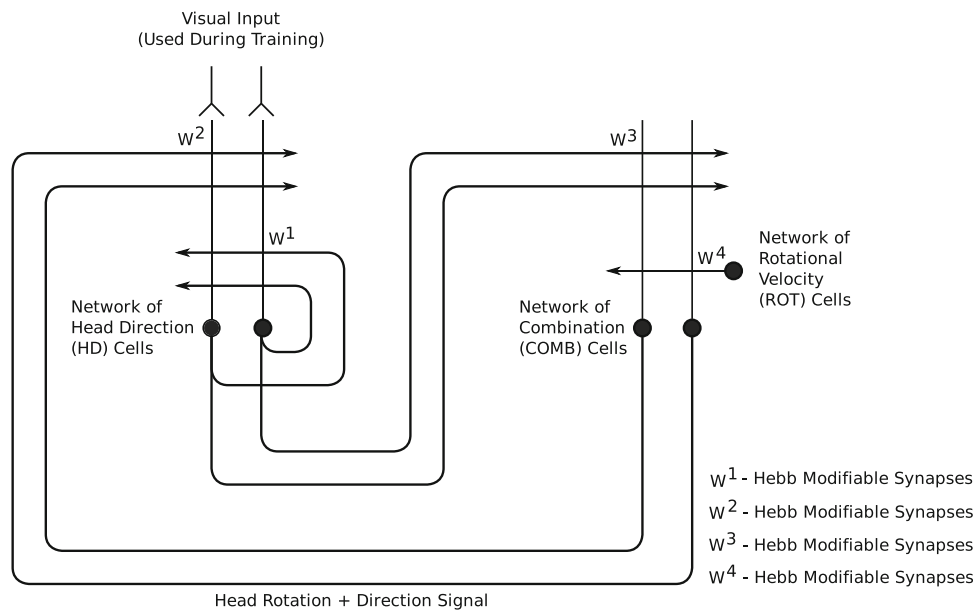 Visual Input
(Used During Training)
W2
W3
W1
W4
Network of
Rotational
Velocity
(ROT) Cells
Network of
Head Direction
(HD) Cells
Network of
Combination
(COMB) Cells
W1 - Hebb Modifiable Synapses
W2 - Hebb Modifiable Synapses
W3 - Hebb Modifiable Synapses
W4 - Hebb Modifiable Synapses
Head Rotation + Direction Signal